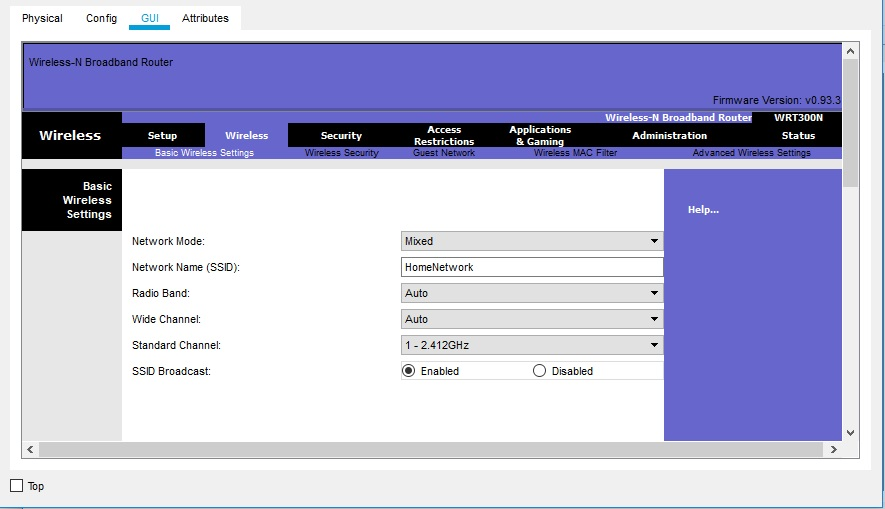 Physical Config GUI Attributes
Wireless-N Broadband Router
Firmware Version: v0.93.3
Wireless-N Broadband Router WRT300N
Wireless Setup Wireless Security Access Restrictions Applications & Gaming Administration Status
Basic Wireless Settings Wireless Security Guest Network Wireless MAC Filter Advanced Wireless Settings
Basic
Wireless
Settings
Help...
Network Mode: Mixed
Network Name (SSID): HomeNetwork
Radio Band: Auto
Wide Channel: Auto
Standard Channel: 1 - 2.412GHz
SSID Broadcast: Enabled Disabled
Top